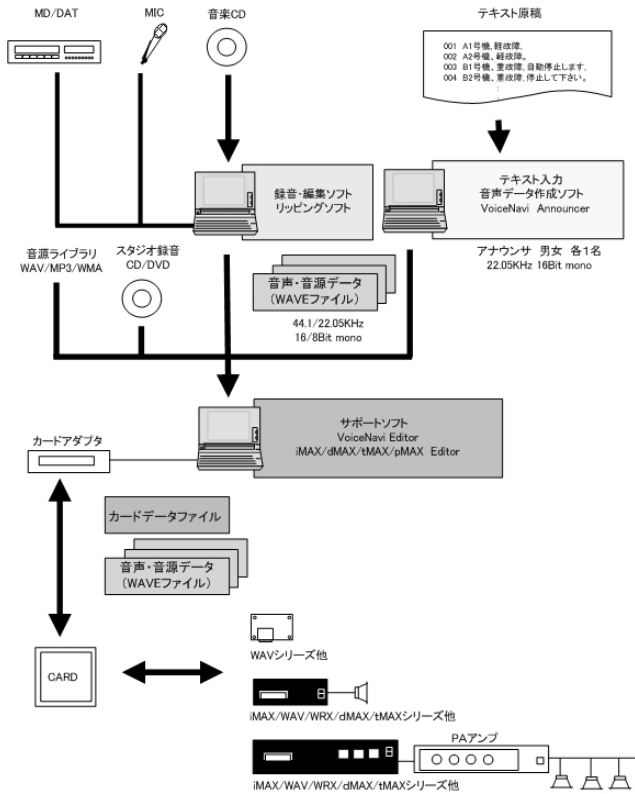 MD/DAT
MIC
音楽CD
テキスト原稿
001 A1号機、軽故障。
002 A2号機、軽故障。
003 B1号機、重故障、自動停止します。
004 B2号機、重故障、停止して下さい。
:
録音・編集ソフト
リッピングソフト
テキスト入力
音声データ作成ソフト
VoiceNavi Announcer
アナウンサ 男女 各1名
22.05KHz 16Bit mono
音源ライブラリ
WAV/MP3/WMA
スタジオ録音
CD/DVD
音声・音源データ
(WAVEファイル)
44.1/22.05KHz
16/8Bit mono
サポートソフト
VoiceNavi Editor
iMAX/dMAX/tMAX/pMAX Editor
カードアダプタ
カードデータファイル
音声・音源データ
(WAVEファイル)
CARD
WAVシリーズ他
iMAX/WAV/WRX/dMAX/tMAXシリーズ他
PAアンプ
iMAX/WAV/WRX/dMAX/tMAXシリーズ他